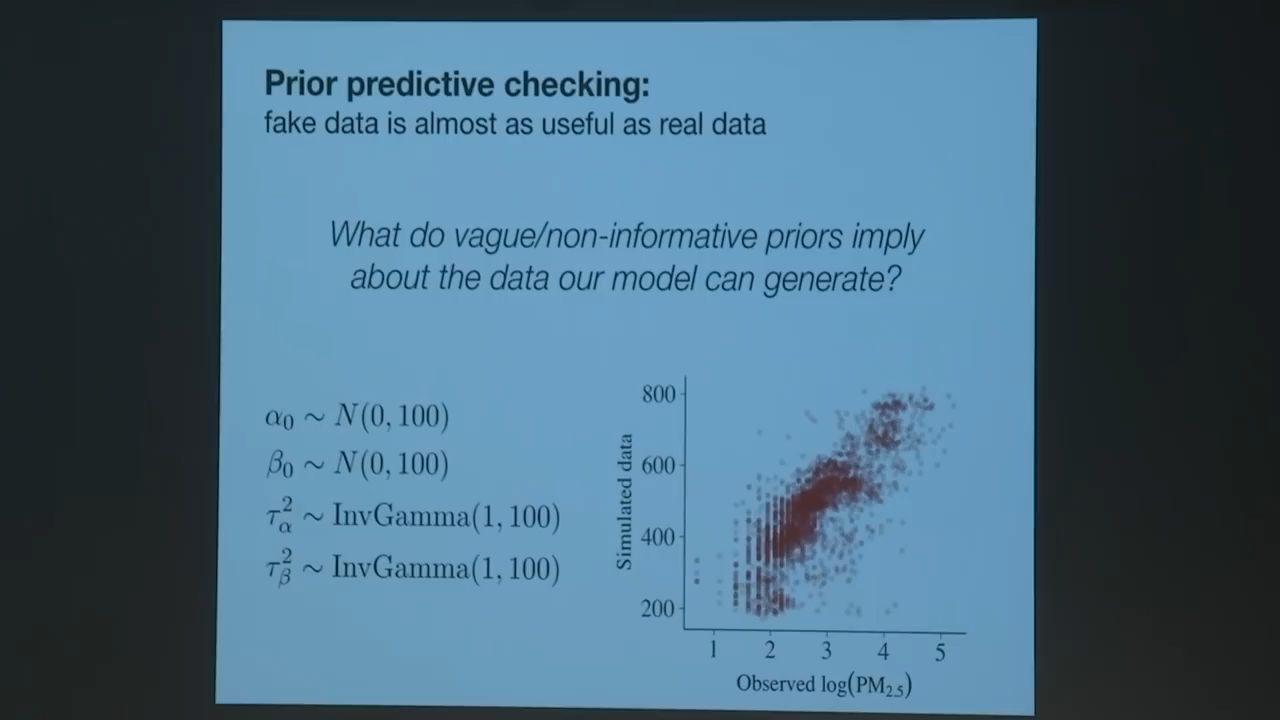 Prior predictive checking:
fake data is almost as useful as real data
What do vague/non-informative priors imply
about the data our model can generate?
α₀ ∼ N(0, 100)
β₀ ∼ N(0, 100)
τ²_α ∼ InvGamma(1, 100)
τ²_β ∼ InvGamma(1, 100)
Simulated data
800
600
400
200
1 2 3 4 5
Observed log(PM₂.₅)